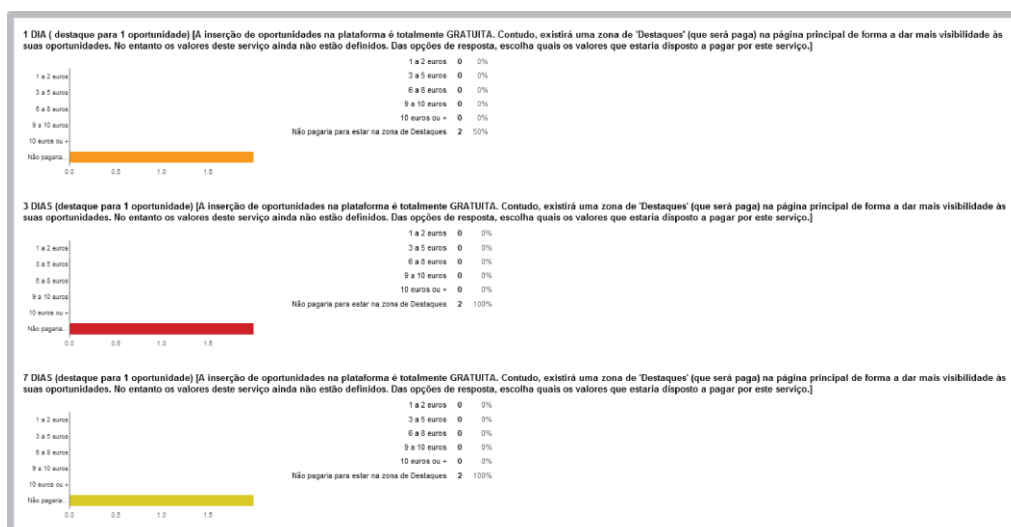 1 DIA ( destaque para 1 oportunidade) [A inserção de oportunidades na plataforma é totalmente GRATUITA. Contudo, existirá uma zona de 'Destaques' (que será paga) na página principal de forma a dar mais visibilidade às
suas oportunidades. No entanto os valores deste serviço ainda não estão definidos. Das opções de resposta, escolha quais os valores que estaria disposto a pagar por este serviço.]
1 a 2 euros 0 0%
3 a 5 euros 0 0%
6 a 8 euros 0 0%
9 a 10 euros 0 0%
10 euros ou + 0 0%
Não pagaria para estar na zona de Destaques 2 50%
1 a 2 euros
3 a 5 euros
6 a 8 euros
9 a 10 euros
10 euros ou +
Não pagaria...
0.0 0.5 1.0 1.5
3 DIAS (destaque para 1 oportunidade) [A inserção de oportunidades na plataforma é totalmente GRATUITA. Contudo, existirá uma zona de 'Destaques' (que será paga) na página principal de forma a dar mais visibilidade às
suas oportunidades. No entanto os valores deste serviço ainda não estão definidos. Das opções de resposta, escolha quais os valores que estaria disposto a pagar por este serviço.]
1 a 2 euros 0 0%
3 a 5 euros 0 0%
6 a 8 euros 0 0%
9 a 10 euros 0 0%
10 euros ou + 0 0%
Não pagaria para estar na zona de Destaques 2 100%
1 a 2 euros
3 a 5 euros
6 a 8 euros
9 a 10 euros
10 euros ou +
Não pagaria...
0.0 0.5 1.0 1.5
7 DIAS (destaque para 1 oportunidade) [A inserção de oportunidades na plataforma é totalmente GRATUITA. Contudo, existirá uma zona de 'Destaques' (que será paga) na página principal de forma a dar mais visibilidade às
suas oportunidades. No entanto os valores deste serviço ainda não estão definidos. Das opções de resposta, escolha quais os valores que estaria disposto a pagar por este serviço.]
1 a 2 euros 0 0%
3 a 5 euros 0 0%
6 a 8 euros 0 0%
9 a 10 euros 0 0%
10 euros ou + 0 0%
Não pagaria para estar na zona de Destaques 2 100%
1 a 2 euros
3 a 5 euros
6 a 8 euros
9 a 10 euros
10 euros ou +
Não pagaria...
0.0 0.5 1.0 1.5